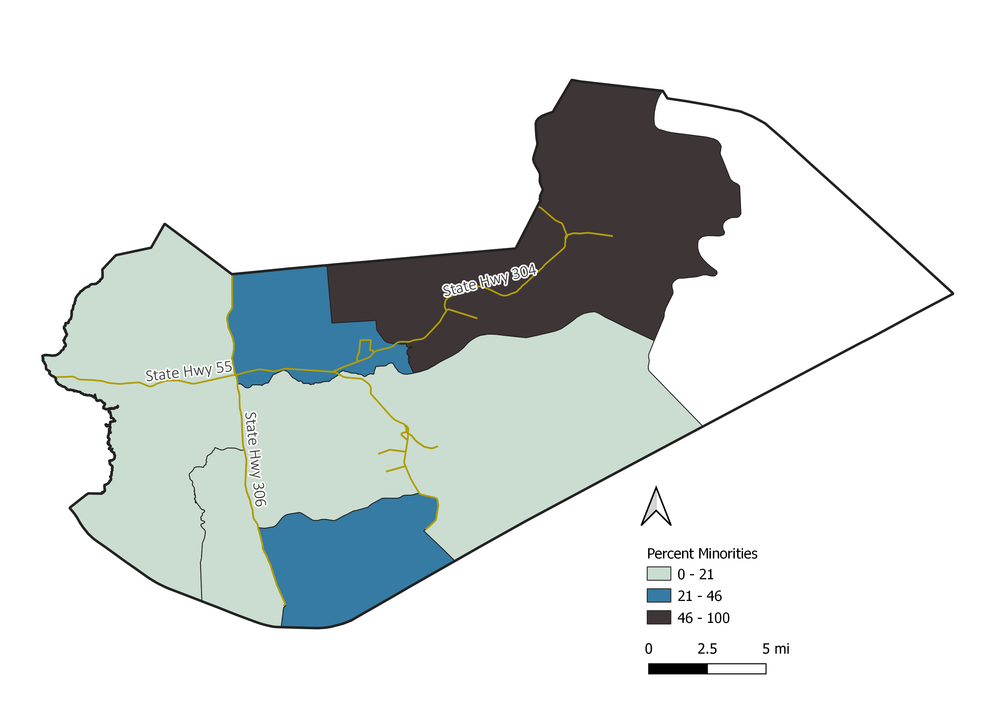 State Hwy 304
State Hwy 55
State Hwy 306
Percent Minorities
0 - 21
21 - 46
46 - 100
0 2.5 5 mi